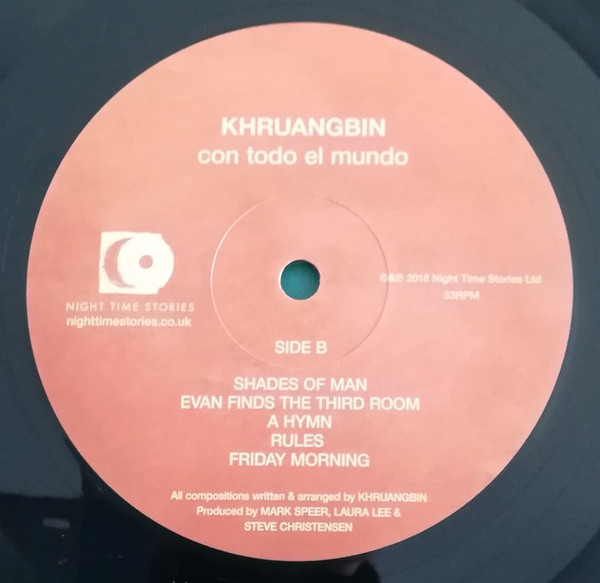 KHRUANGBIN
con todo el mundo
NIGHT TIME STORIES
nighttimestories.co.uk
©&℗ 2018 Night Time Stories Ltd
33RPM
SIDE B
SHADES OF MAN
EVAN FINDS THE THIRD ROOM
A HYMN
RULES
FRIDAY MORNING
All compositions written & arranged by KHRUANGBIN
Produced by MARK SPEER, LAURA LEE &
STEVE CHRISTENSEN